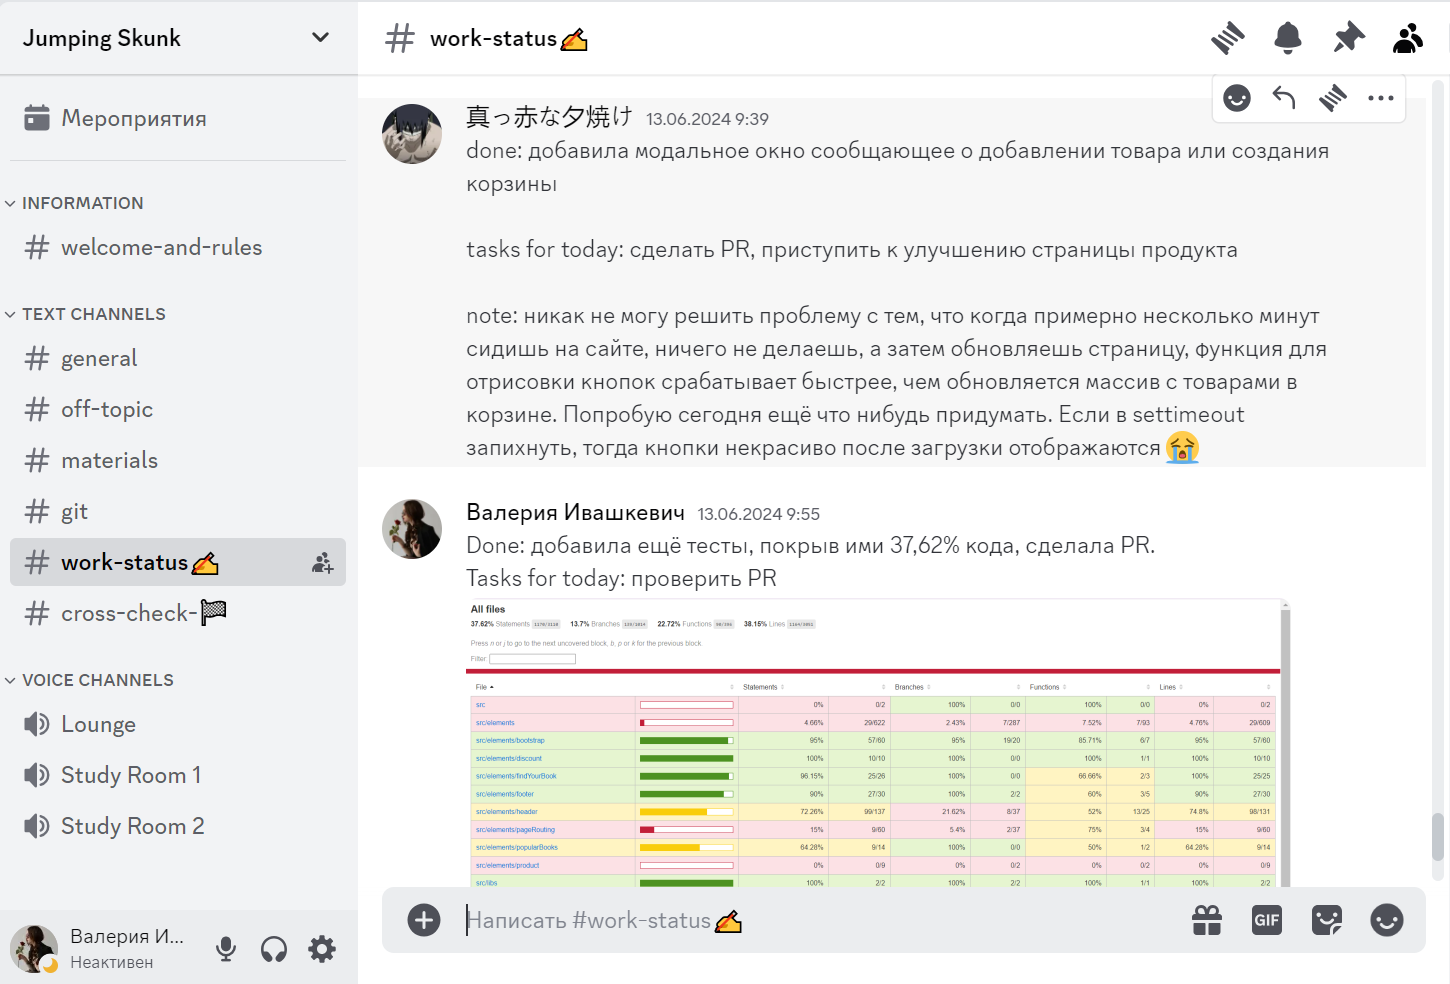 Jumping Skunk
Мероприятия
INFORMATION
welcome-and-rules
TEXT CHANNELS
general
off-topic
materials
git
work-status✍
cross-check-🏁
VOICE CHANNELS
Lounge
Study Room 1
Study Room 2
Валерия И...
Неактивен
work-status✍
真っ赤な夕焼け 13.06.2024 9:39
done: добавила модальное окно сообщающее о добавлении товара или создания
корзины
tasks for today: сделать PR, приступить к улучшению страницы продукта
note: никак не могу решить проблему с тем, что когда примерно несколько минут
сидишь на сайте, ничего не делаешь, а затем обновляешь страницу, функция для
отрисовки кнопок срабатывает быстрее, чем обновляется массив с товарами в
корзине. Попробую сегодня ещё что нибудь придумать. Если в settimeout
запихнуть, тогда кнопки некрасиво после загрузки отображаются😭
Валерия Ивашкевич 13.06.2024 9:55
Done: добавила ещё тесты, покрыв ими 37,62% кода, сделала PR.
Tasks for today: проверить PR
All files
37.62% Statements 1170/3110 13.7% Branches 139/1014 22.72% Functions 90/396 38.15% Lines 1164/3051
Press n or j to go to the next uncovered block, b, p or k for the previous block.
Filter:
File Statements Branches Functions Lines
src 0% 0/2 100% 0/0 100% 0/0 0% 0/2
src/elements 4.66% 29/622 2.43% 7/287 7.52% 7/93 4.76% 29/609
src/elements/bootstrap 95% 57/60 95% 19/20 85.71% 6/7 95% 57/60
src/elements/discount 100% 10/10 100% 0/0 100% 1/1 100% 10/10
src/elements/findYourBook 96.15% 25/26 100% 0/0 66.66% 2/3 100% 25/25
src/elements/footer 90% 27/30 100% 2/2 60% 3/5 90% 27/30
src/elements/header 72.26% 99/137 21.62% 8/37 52% 13/25 74.8% 98/131
src/elements/pageRouting 15% 9/60 5.4% 2/37 75% 3/4 15% 9/60
src/elements/popularBooks 64.28% 9/14 100% 0/0 50% 1/2 64.28% 9/14
src/elements/product 0% 0/9 100% 0/2 0% 0/2 0% 0/9
src/libs 100% 2/2 100% 2/2 100% 1/1 100% 2/2
Написать #work-status✍
GIF